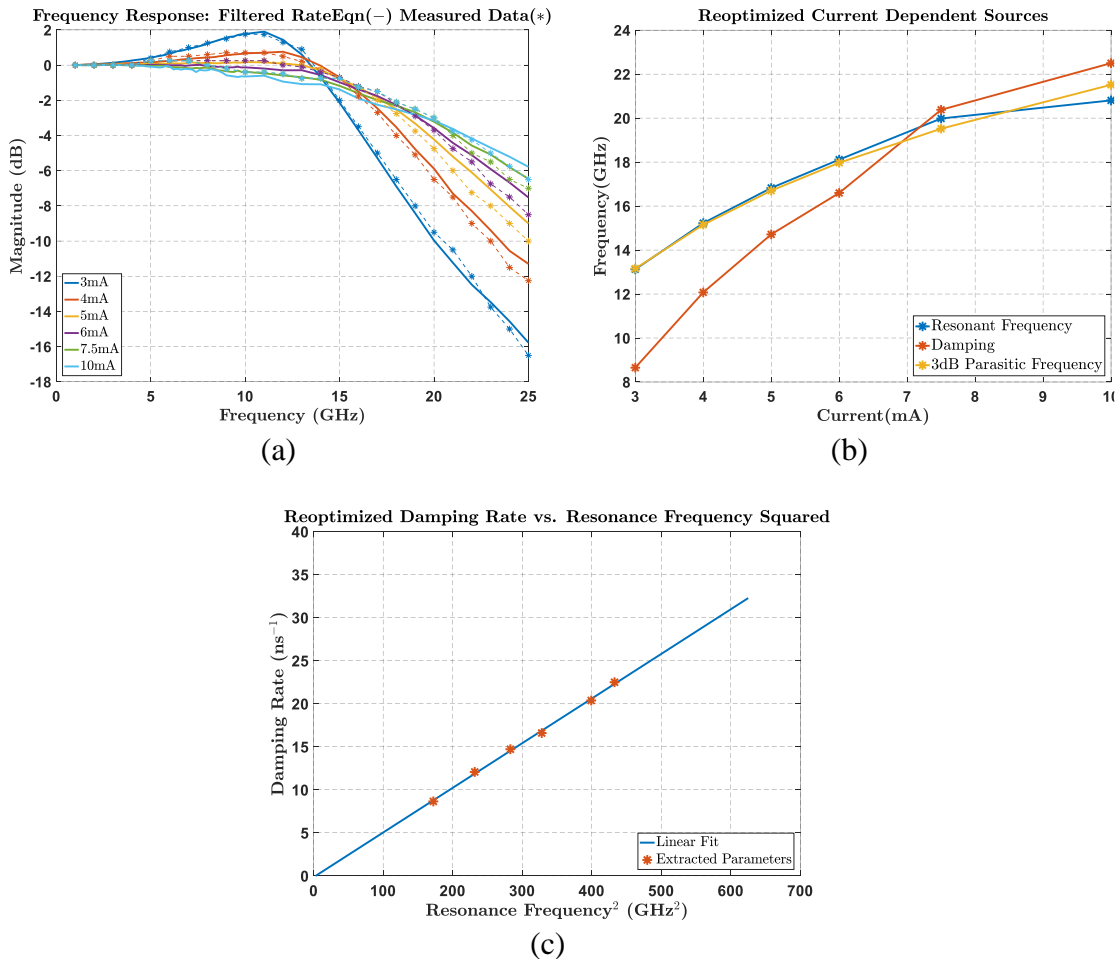 Frequency Response: Filtered RateEqn(−) Measured Data(*)
2
0
-2
-4
-6
-8
-10
-12
-14
-16
-18
Magnitude (dB)
3mA
4mA
5mA
6mA
7.5mA
10mA
0 5 10 15 20 25
Frequency (GHz)
(a)
Reoptimized Current Dependent Sources
24
22
20
18
16
14
12
10
8
Frequency(GHz)
Resonant Frequency
Damping
3dB Parasitic Frequency
3 4 5 6 7 8 9 10
Current(mA)
(b)
Reoptimized Damping Rate vs. Resonance Frequency Squared
40
35
30
25
20
15
10
5
0
Damping Rate (ns⁻¹)
Linear Fit
Extracted Parameters
0 100 200 300 400 500 600 700
Resonance Frequency² (GHz²)
(c)